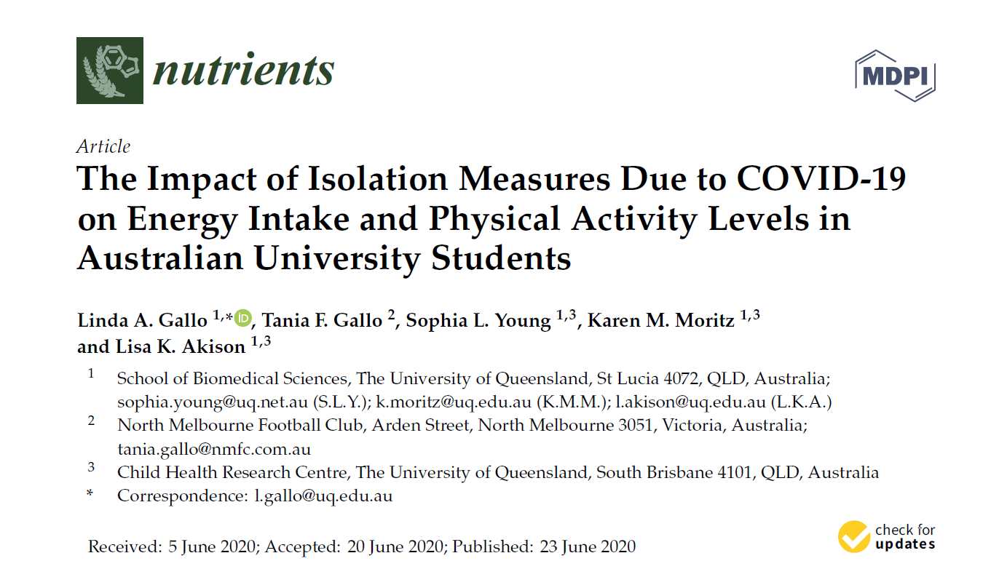 nutrients
MDPI
Article
The Impact of Isolation Measures Due to COVID-19
on Energy Intake and Physical Activity Levels in
Australian University Students
Linda A. Gallo 1,* iD, Tania F. Gallo 2, Sophia L. Young 1,3, Karen M. Moritz 1,3
and Lisa K. Akison 1,3
1 School of Biomedical Sciences, The University of Queensland, St Lucia 4072, QLD, Australia;
sophia.young@uq.net.au (S.L.Y.); k.moritz@uq.edu.au (K.M.M.); l.akison@uq.edu.au (L.K.A.)
2 North Melbourne Football Club, Arden Street, North Melbourne 3051, Victoria, Australia;
tania.gallo@nmfc.com.au
3 Child Health Research Centre, The University of Queensland, South Brisbane 4101, QLD, Australia
* Correspondence: l.gallo@uq.edu.au
Received: 5 June 2020; Accepted: 20 June 2020; Published: 23 June 2020
check for
updates